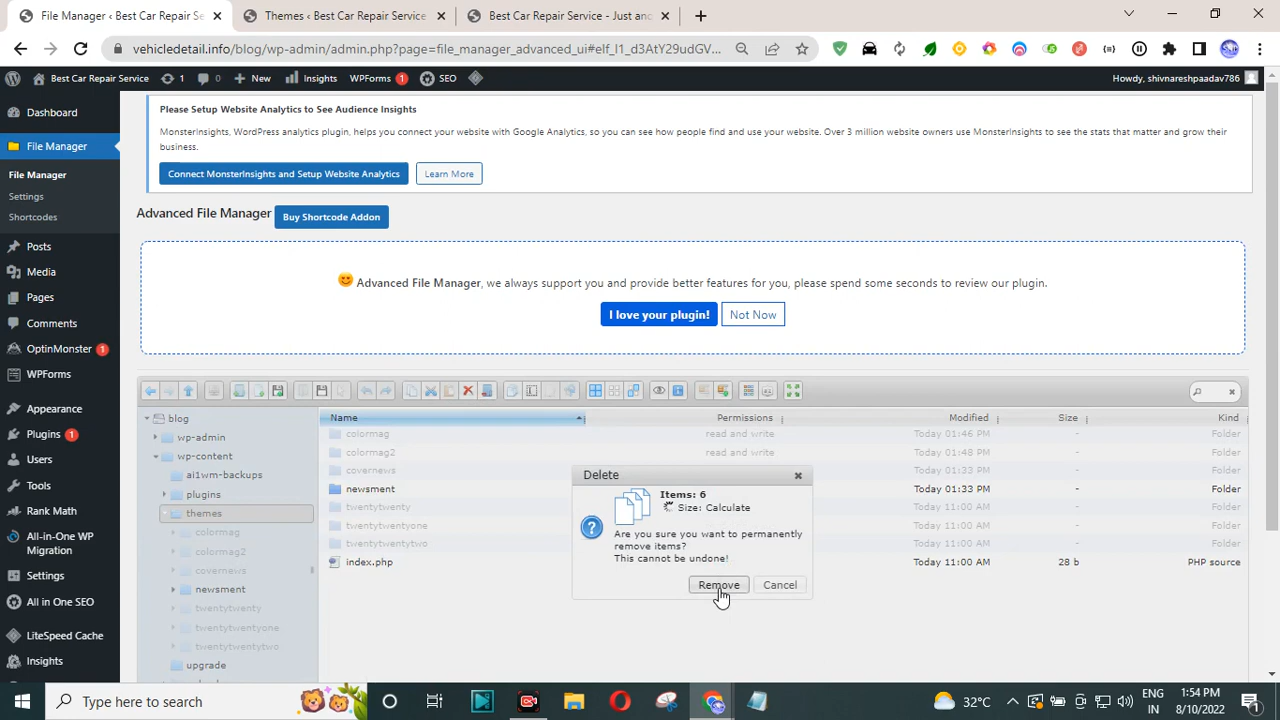 File Manager ‹ Best Car Repair Se
Themes ‹ Best Car Repair Service
Best Car Repair Service - Just ano
vehicledetail.info/blog/wp-admin/admin.php?page=file_manager_advanced_ui#elf_l1_d3AtY29udGV...
Best Car Repair Service
1
0
New
Insights
WPForms
1
SEO
Howdy, shivnareshpaadav786
Dashboard
File Manager
File Manager
Settings
Shortcodes
Posts
Media
Pages
Comments
OptinMonster 1
WPForms
Appearance
Plugins 1
Users
Tools
Rank Math
All-in-One WP
Migration
Settings
All in One SEO
LiteSpeed Cache
Insights
Please Setup Website Analytics to See Audience Insights
MonsterInsights, WordPress analytics plugin, helps you connect your website with Google Analytics, so you can see how people find and use your website. Over 3 million website owners use MonsterInsights to see the stats that matter and grow their
business.
Connect MonsterInsights and Setup Website Analytics
Learn More
Advanced File Manager
Buy Shortcode Addon
Advanced File Manager, we always support you and provide better features for you, please spend some seconds to review our plugin.
I love your plugin!
Not Now
blog
wp-admin
wp-content
ai1wm-backups
plugins
themes
colormag
colormag2
covernews
newsment
twentytwenty
twentytwentyone
twentytwentytwo
upgrade
Name Permissions Modified Size Kind
colormag read and write Today 01:46 PM - Folder
colormag2 read and write Today 01:48 PM - Folder
covernews Today 01:33 PM - Folder
newsment Today 01:33 PM - Folder
twentytwenty Today 11:00 AM - Folder
twentytwentyone Today 11:00 AM - Folder
twentytwentytwo Today 11:00 AM - Folder
index.php Today 11:00 AM 28 b PHP source
Delete
Items: 6
Size: Calculate
Are you sure you want to permanently
remove items?
This cannot be undone!
Remove
Cancel
Type here to search
32°C
ENG
IN
1:54 PM
8/10/2022
1